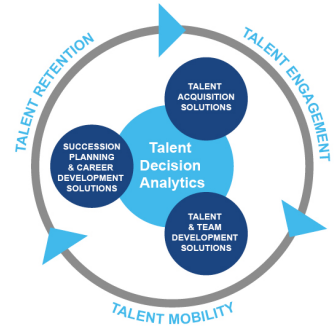 TALENT RETENTION
TALENT ENGAGEMENT
TALENT
ACQUISITION
SOLUTIONS
SUCCESSION
PLANNING
& CAREER
DEVELOPMENT
SOLUTIONS
Talent
Decision
Analytics
TALENT
& TEAM
DEVELOPMENT
SOLUTIONS
TALENT MOBILITY